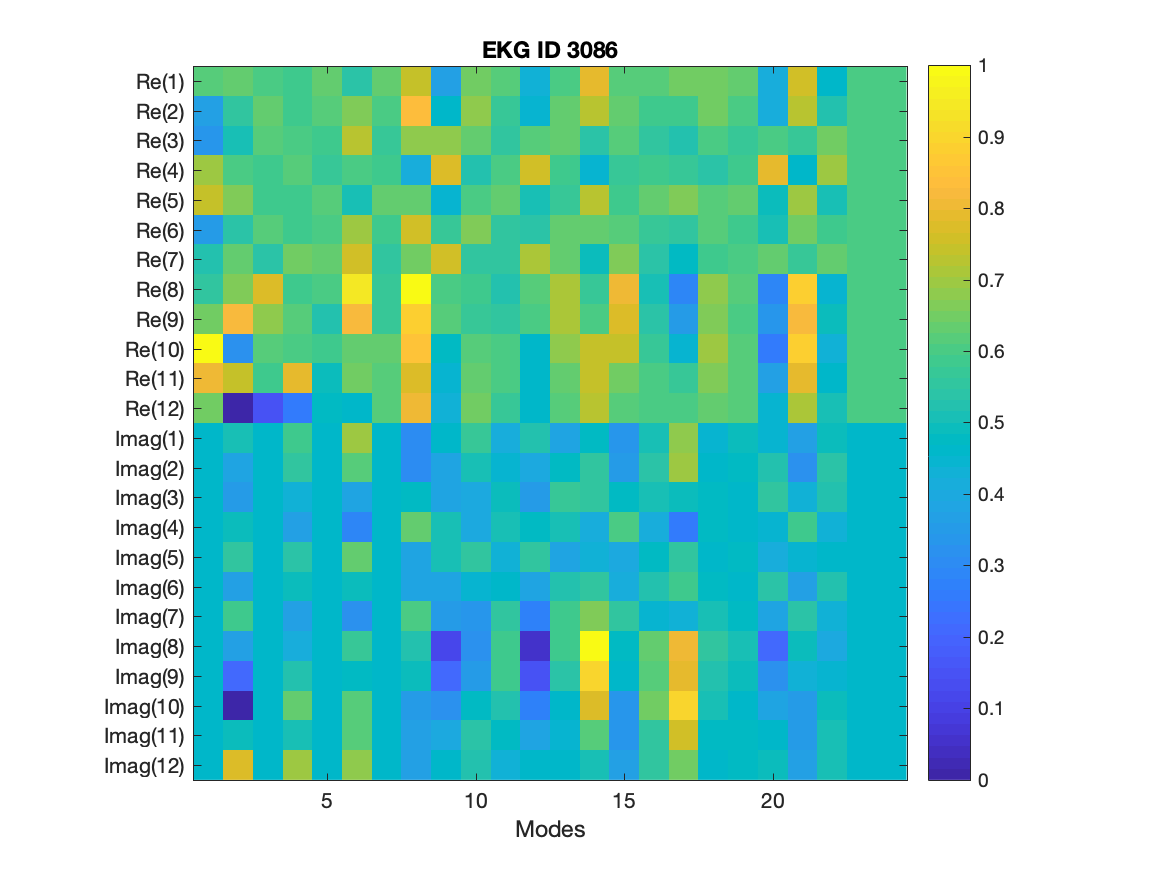 EKG ID 3086
Re(1)
Re(2)
Re(3)
Re(4)
Re(5)
Re(6)
Re(7)
Re(8)
Re(9)
Re(10)
Re(11)
Re(12)
Imag(1)
Imag(2)
Imag(3)
Imag(4)
Imag(5)
Imag(6)
Imag(7)
Imag(8)
Imag(9)
Imag(10)
Imag(11)
Imag(12)
5 10 15 20
Modes
1
0.9
0.8
0.7
0.6
0.5
0.4
0.3
0.2
0.1
0